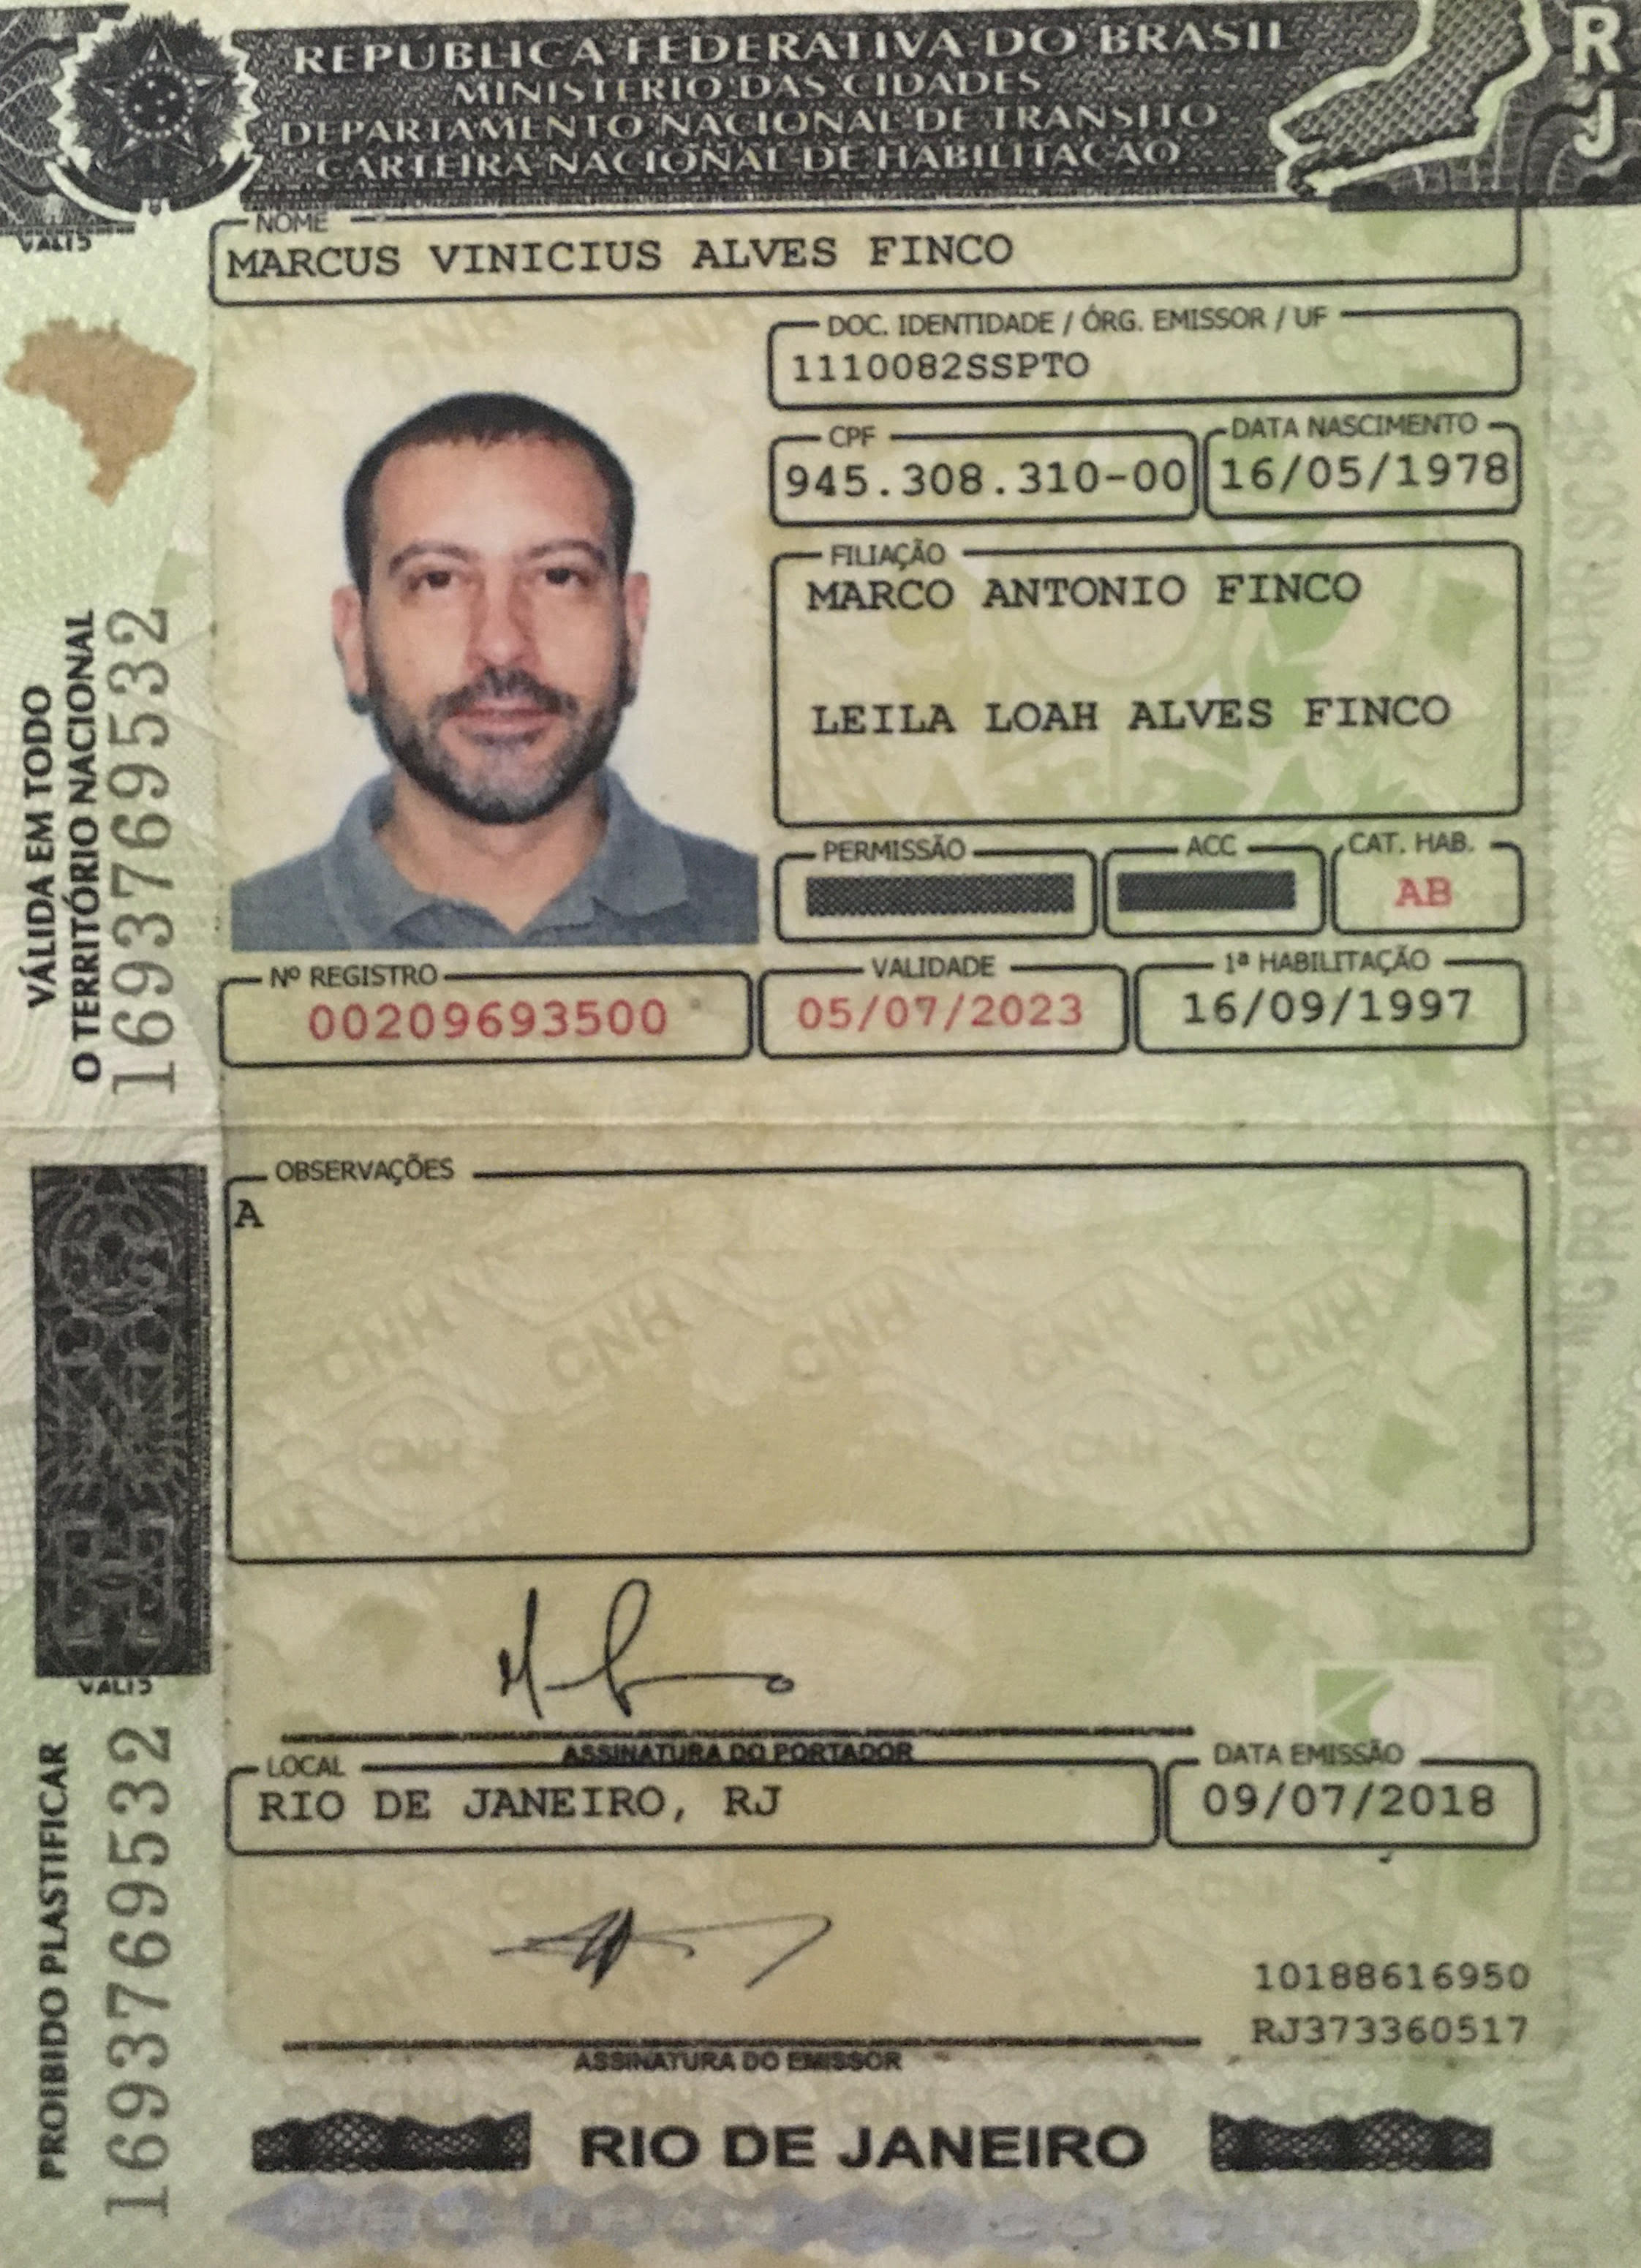 REPÚBLICA FEDERATIVA DO BRASIL
MINISTÉRIO DAS CIDADES
DEPARTAMENTO NACIONAL DE TRÂNSITO
CARTEIRA NACIONAL DE HABILITAÇÃO
RJ
NOME
MARCUS VINICIUS ALVES FINCO
DOC. IDENTIDADE / ÓRG. EMISSOR / UF
1110082SSPTO
CPF
945.308.310-00
DATA NASCIMENTO
16/05/1978
FILIAÇÃO
MARCO ANTONIO FINCO
LEILA LOAH ALVES FINCO
PERMISSÃO
ACC
CAT. HAB.
AB
Nº REGISTRO
00209693500
VALIDADE
05/07/2023
1ª HABILITAÇÃO
16/09/1997
VÁLIDA EM TODO
O TERRITÓRIO NACIONAL
1693769532
OBSERVAÇÕES
A
ASSINATURA DO PORTADOR
LOCAL
RIO DE JANEIRO, RJ
DATA EMISSÃO
09/07/2018
10188616950
RJ373360517
ASSINATURA DO EMISSOR
PROIBIDO PLASTIFICAR
1693769532
RIO DE JANEIRO